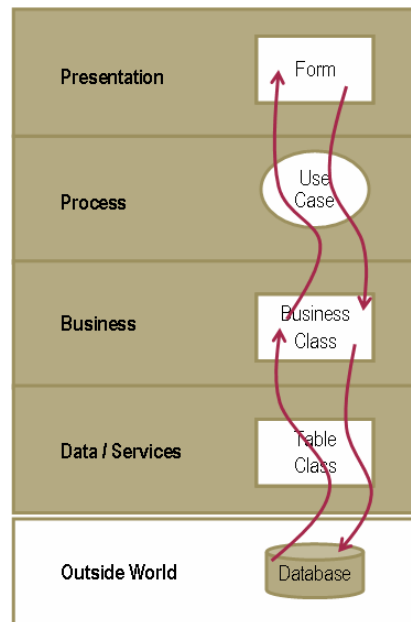 Form
Presentation
Use
Case
Process
Business
Class
Business
Table
Class
Data / Services
Outside World
Database